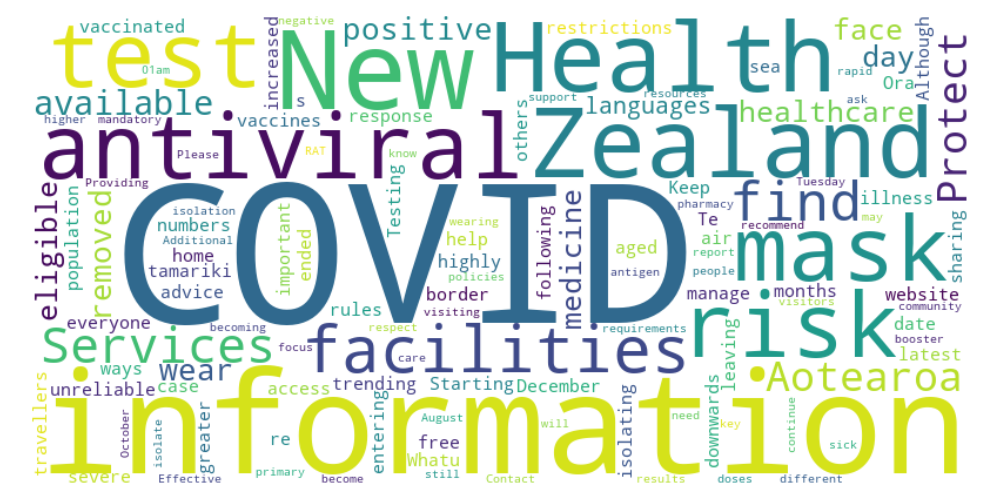 vaccinated
negative
positive
restrictions
face
test
New
Health
day
01am
increased
sea
rapid
Although
available
s
support
resources
ask
Ora
languages
healthcare
higher
mandatory
vaccines
response
others
Protect
antiviral
Zealand
Please
RAT
know
Providing
eligible
population
removed
COVID
isolation
numbers
Additional
home
tamariki
advice
important
ended
Testing
wearing
help
highly
policies
border
visiting
following
medicine
aged
antigen
Keep
pharmacy
find
Tuesday
illness
Te
recommend
may
air
report
people
mask
sharing
manage
months
visitors
website
community
everyone
becoming
rules
respect
requirements
risk
date
booster
Services
focus
facilities
care
leaving
latest
ways
wear
unreliable
case
access
trending
Starting
December
Aotearoa
travellers
information
October
isolate
greater
re
entering
August
free
Whatu
still
will
isolating
need
downwards
key
continue
sick
severe
Effective
primary
become
Contact
results
doses
different